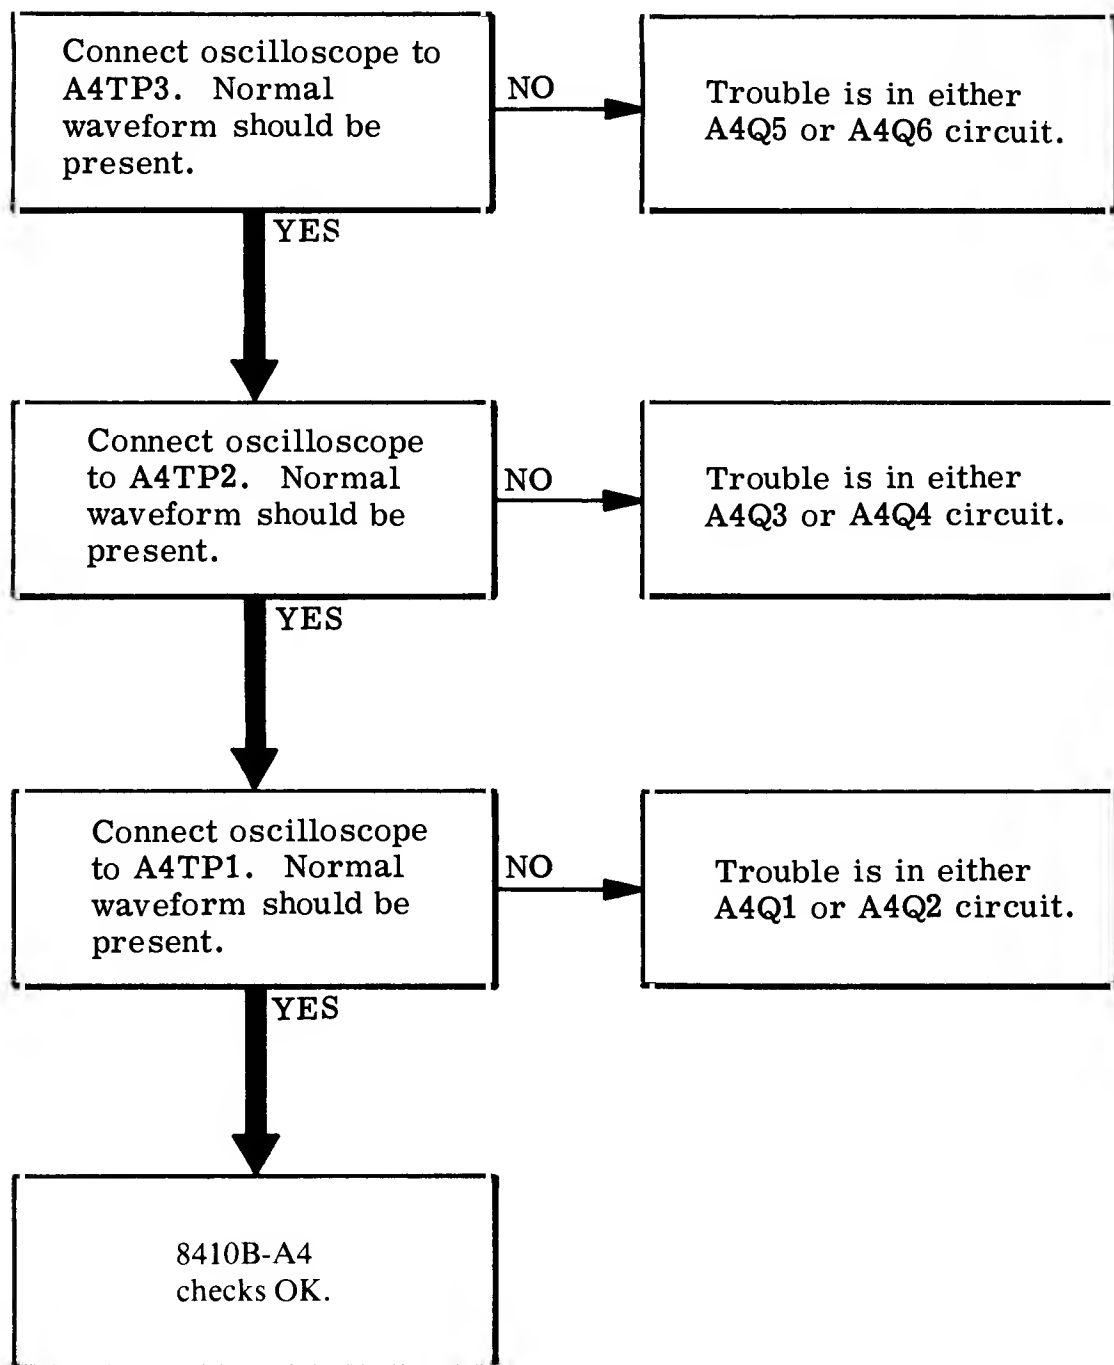 Connect oscilloscope to
A4TP3. Normal
waveform should be
present.
NO
Trouble is in either
A4Q5 or A4Q6 circuit.
YES
Connect oscilloscope
to A4TP2. Normal
waveform should be
present.
NO
Trouble is in either
A4Q3 or A4Q4 circuit.
YES
Connect oscilloscope
to A4TP1. Normal
waveform should be
present.
NO
Trouble is in either
A4Q1 or A4Q2 circuit.
YES
8410B-A4
checks OK.